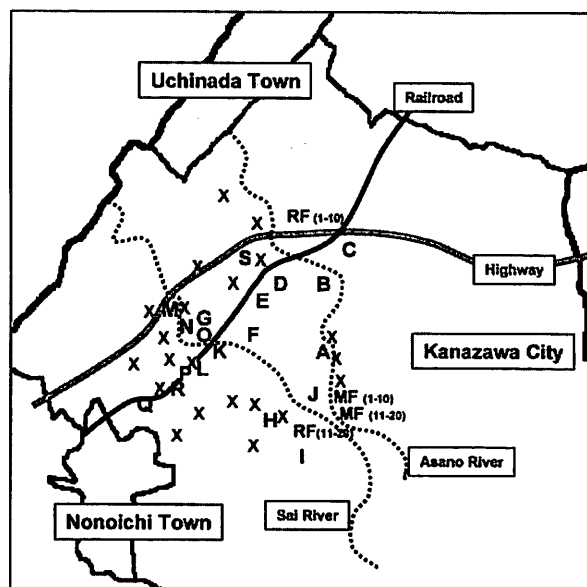 Uchinada Town
Railroad
X
X
RF (1-10)
C
S X
X
Highway
X
D
B
E
X
M X
G
N
F
O
X
A X
K
X
Kanazawa City
X
X
X L
P
X
X R
J
MF (1-10)
Q
X
X
X
MF (11-20)
H X
RF (11-20)
X
X
I
Asano River
Nonoichi Town
Sai River